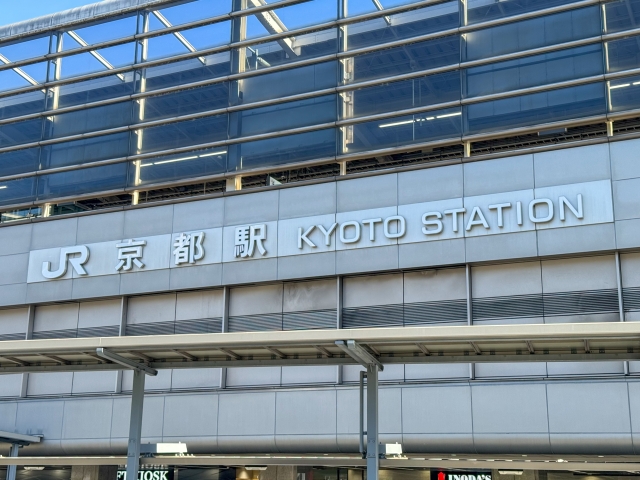 JR 京都駅 KYOTO STATION
KIOSK
INODA'S